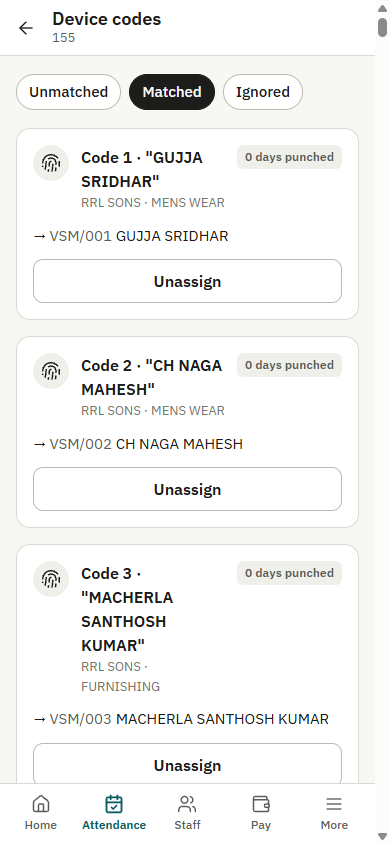 Device codes
155
Unmatched
Matched
Ignored
Code 1 · "GUJJA
SRIDHAR"
0 days punched
RRL SONS · MENS WEAR
→ VSM/001 GUJJA SRIDHAR
Unassign
Code 2 · "CH NAGA
MAHESH"
0 days punched
RRL SONS · MENS WEAR
→ VSM/002 CH NAGA MAHESH
Unassign
Code 3 ·
"MACHERLA
SANTHOSH
KUMAR"
0 days punched
RRL SONS ·
FURNISHING
→ VSM/003 MACHERLA SANTHOSH KUMAR
Unassign
Home
Attendance
Staff
Pay
More